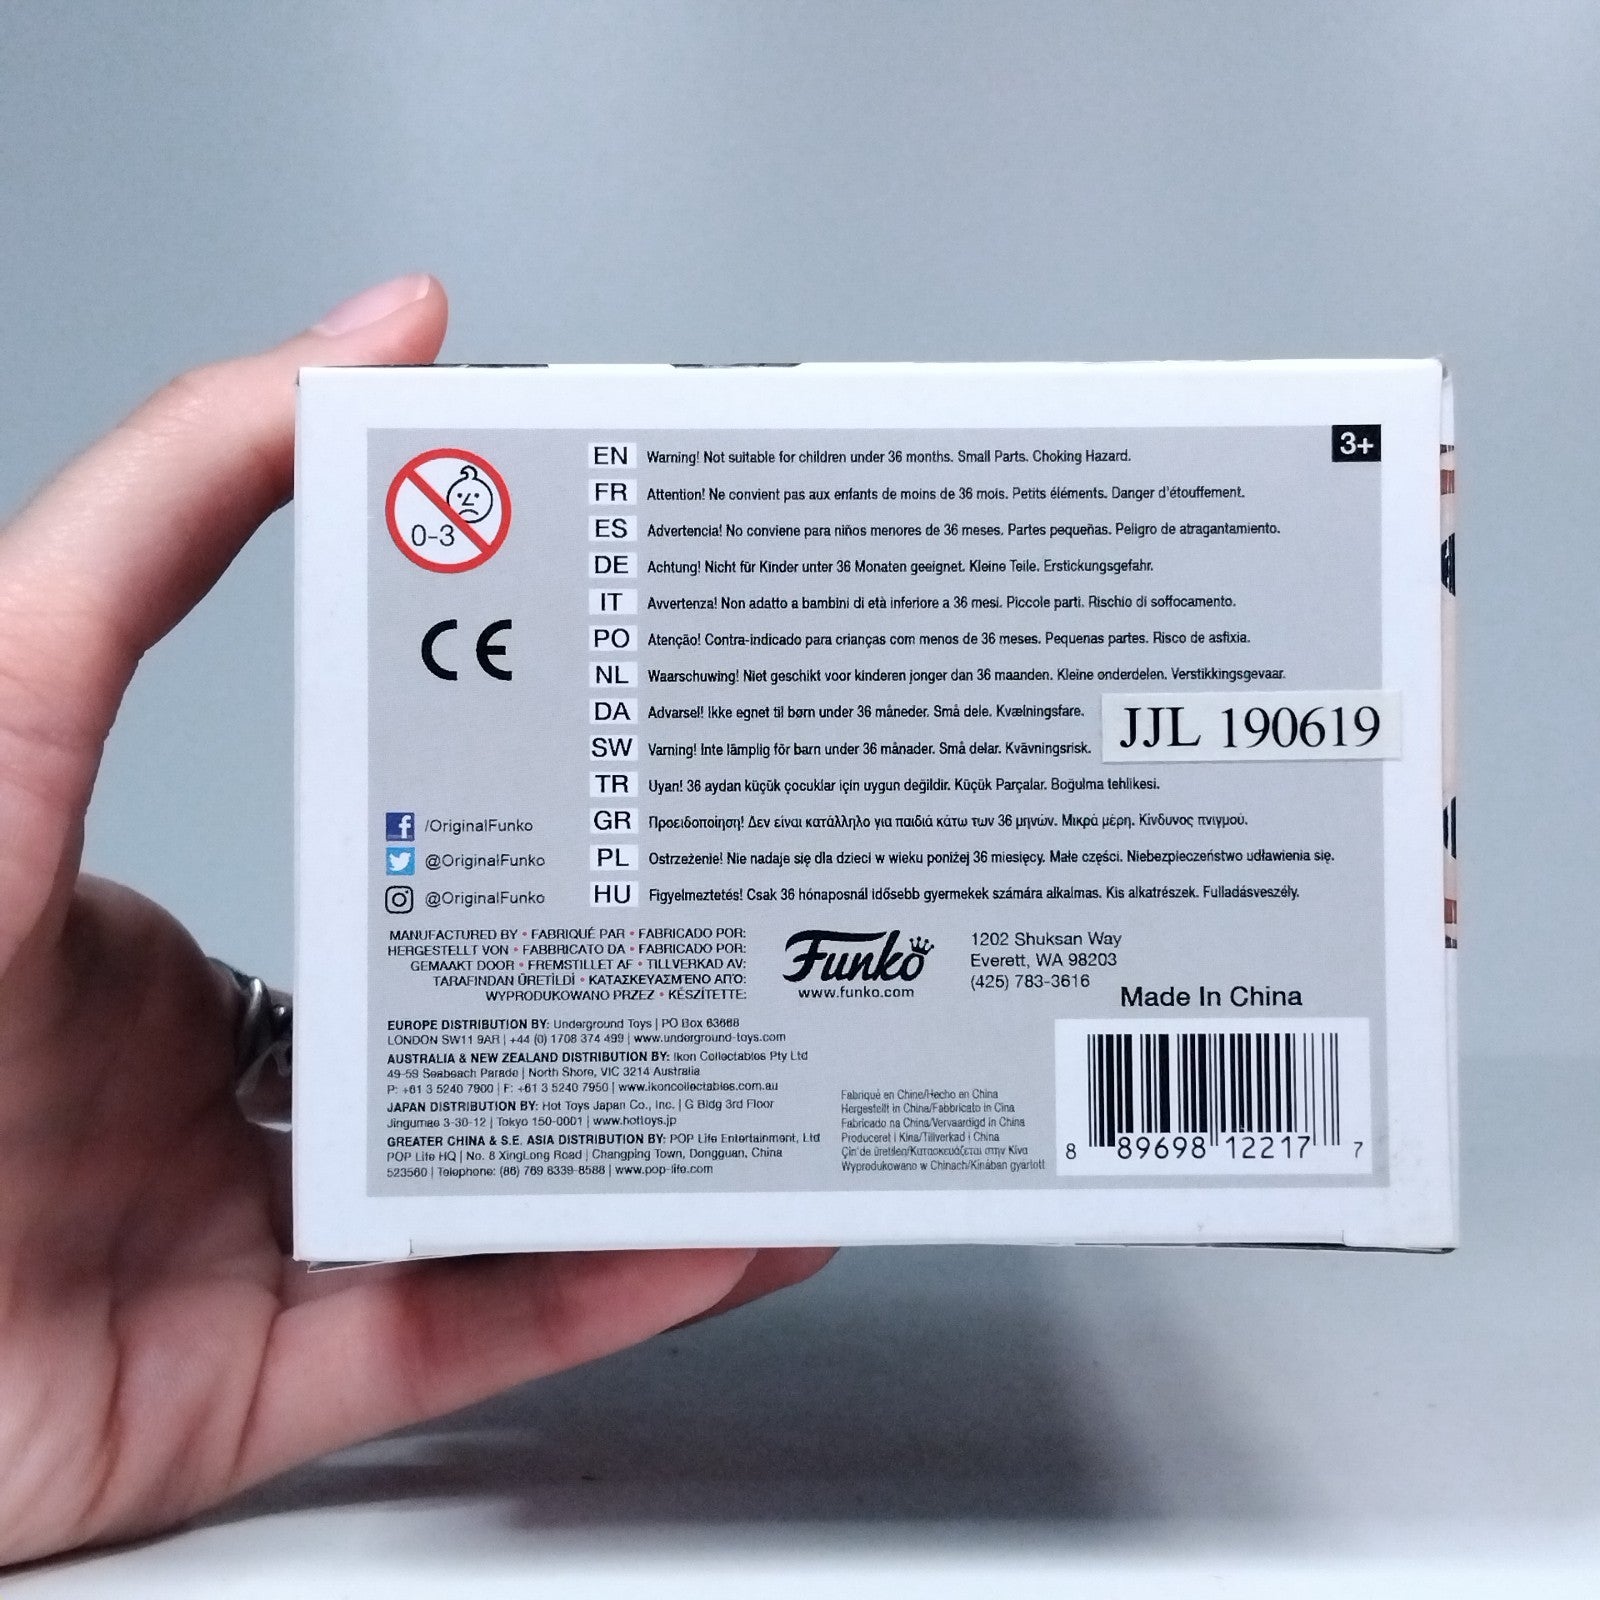 3+
0-3
CE
EN Warning! Not suitable for children under 36 months. Small Parts. Choking Hazard.
FR Attention! Ne convient pas aux enfants de moins de 36 mois. Petits éléments. Danger d'étouffement.
ES Advertencia! No conviene para niños menores de 36 meses. Partes pequeñas. Peligro de atragantamiento.
DE Achtung! Nicht für Kinder unter 36 Monaten geeignet. Kleine Teile. Erstickungsgefahr.
IT Avvertenza! Non adatto a bambini di età inferiore a 36 mesi. Piccole parti. Rischio di soffocamento.
PO Atenção! Contra-indicado para crianças com menos de 36 meses. Pequenas partes. Risco de asfixia.
NL Waarschuwing! Niet geschikt voor kinderen jonger dan 36 maanden. Kleine onderdelen. Verstikkingsgevaar.
DA Advarsel! Ikke egnet til børn under 36 måneder. Små dele. Kvælningsfare.
JJL 190619
SW Varning! Inte lämplig för barn under 36 månader. Små delar. Kvävningsrisk.
TR Uyan! 36 aydan küçük çocuklar için uygun değildir. Küçük Parçalar. Boğulma tehlikesi.
GR Προειδοποίηση! Δεν είναι κατάλληλο για παιδιά κάτω των 36 μηνών. Μικρά μέρη. Κίνδυνος πνιγμού.
PL Ostrzeżenie! Nie nadaje się dla dzieci w wieku poniżej 36 miesięcy. Małe części. Niebezpieczeństwo udławienia się.
HU Figyelmeztetés! Csak 36 hónaposnál idősebb gyermekek számára alkalmas. Kis alkatrészek. Fulladásveszély.
/OriginalFunko
@OriginalFunko
@OriginalFunko
MANUFACTURED BY • FABRIQUÉ PAR • FABRICADO POR:
HERGESTELLT VON • FABBRICATO DA • FABRICADO POR:
GEMAAKT DOOR • FREMSTILLET AF • TILLVERKAD AV:
TARAFINDAN ÜRETİLDİ • ΚΑΤΑΣΚΕΥΑΣΜΈΝΟ ΑΠΌ:
WYPRODUKOWANO PRZEZ • KÉSZÍTETTE:
Funko
www.funko.com
1202 Shuksan Way
Everett, WA 98203
(425) 783-3616
Made In China
EUROPE DISTRIBUTION BY: Underground Toys | PO Box 63668
LONDON SW11 9AR | +44 (0) 1708 374 499 | www.underground-toys.com
AUSTRALIA & NEW ZEALAND DISTRIBUTION BY: Ikon Collectables Pty Ltd
49-59 Seabeach Parade | North Shore, VIC 3214 Australia
P: +61 3 5240 7900 | F: +61 3 5240 7950 | www.ikoncollectables.com.au
JAPAN DISTRIBUTION BY: Hot Toys Japan Co., Inc. | G Bldg 3rd Floor
Jingumae 3-30-12 | Tokyo 150-0001 | www.hottoys.jp
GREATER CHINA & S.E. ASIA DISTRIBUTION BY: POP Life Entertainment, Ltd
POP Life HQ | No. 8 XingLong Road | Changping Town, Dongguan, China
523560 | Telephone: (86) 769 8339-8588 | www.pop-life.com
Fabriqué en Chine/Hecho en China
Hergestellt in China/Fabbricato in Cina
Fabricado na China/Vervaardigd in China
Produceret i Kina/Tillverkad i China
Çin'de üretilen/Κατασκευάζεται στην Κίνα
Wyprodukowano w Chinach/Kínában gyártott
8 89698 12217 7